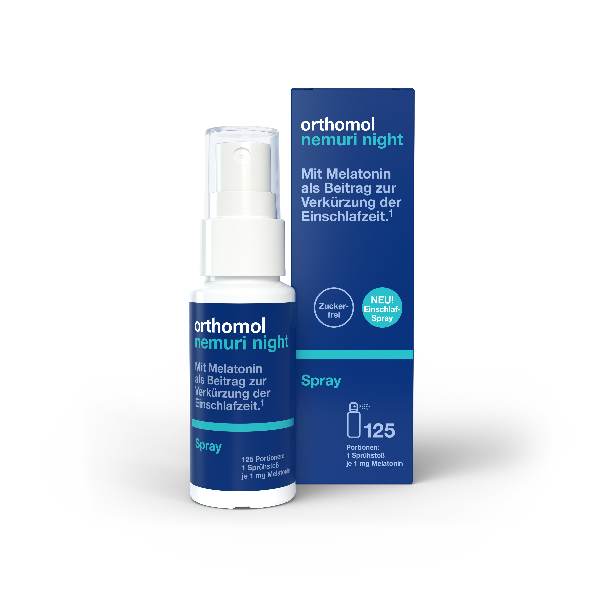 orthomol
nemuri night
Mit Melatonin
als Beitrag zur
Verkürzung der
Einschlafzeit.¹
Zucker-
frei
NEU!
Einschlaf-
Spray
Spray
125
Portionen:
1 Sprühstoß
je 1 mg Melatonin
orthomol
nemuri night
Mit Melatonin
als Beitrag zur
Verkürzung der
Einschlafzeit.¹
Spray
125 Portionen:
1 Sprühstoß
je 1 mg Melatonin